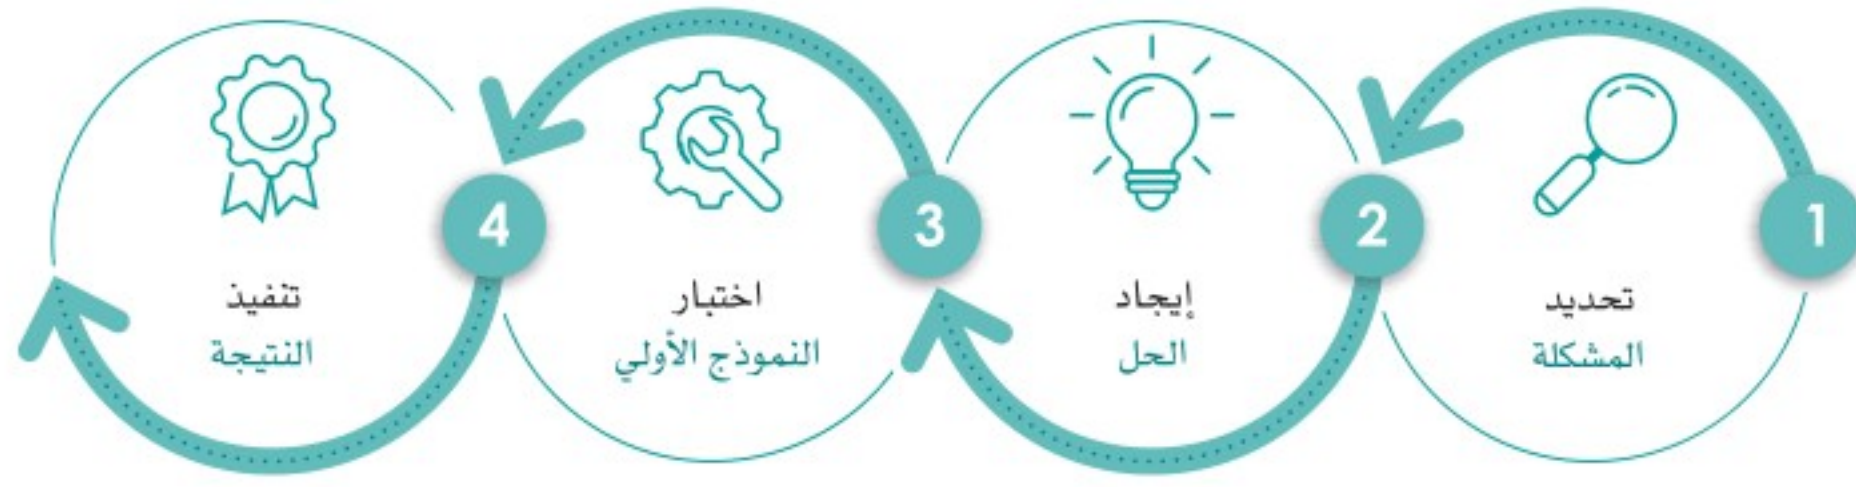 1
تحديد
المشكلة
2
إيجاد
الحل
3
اختبار
النموذج الأولي
4
تنفيذ
النتيجة